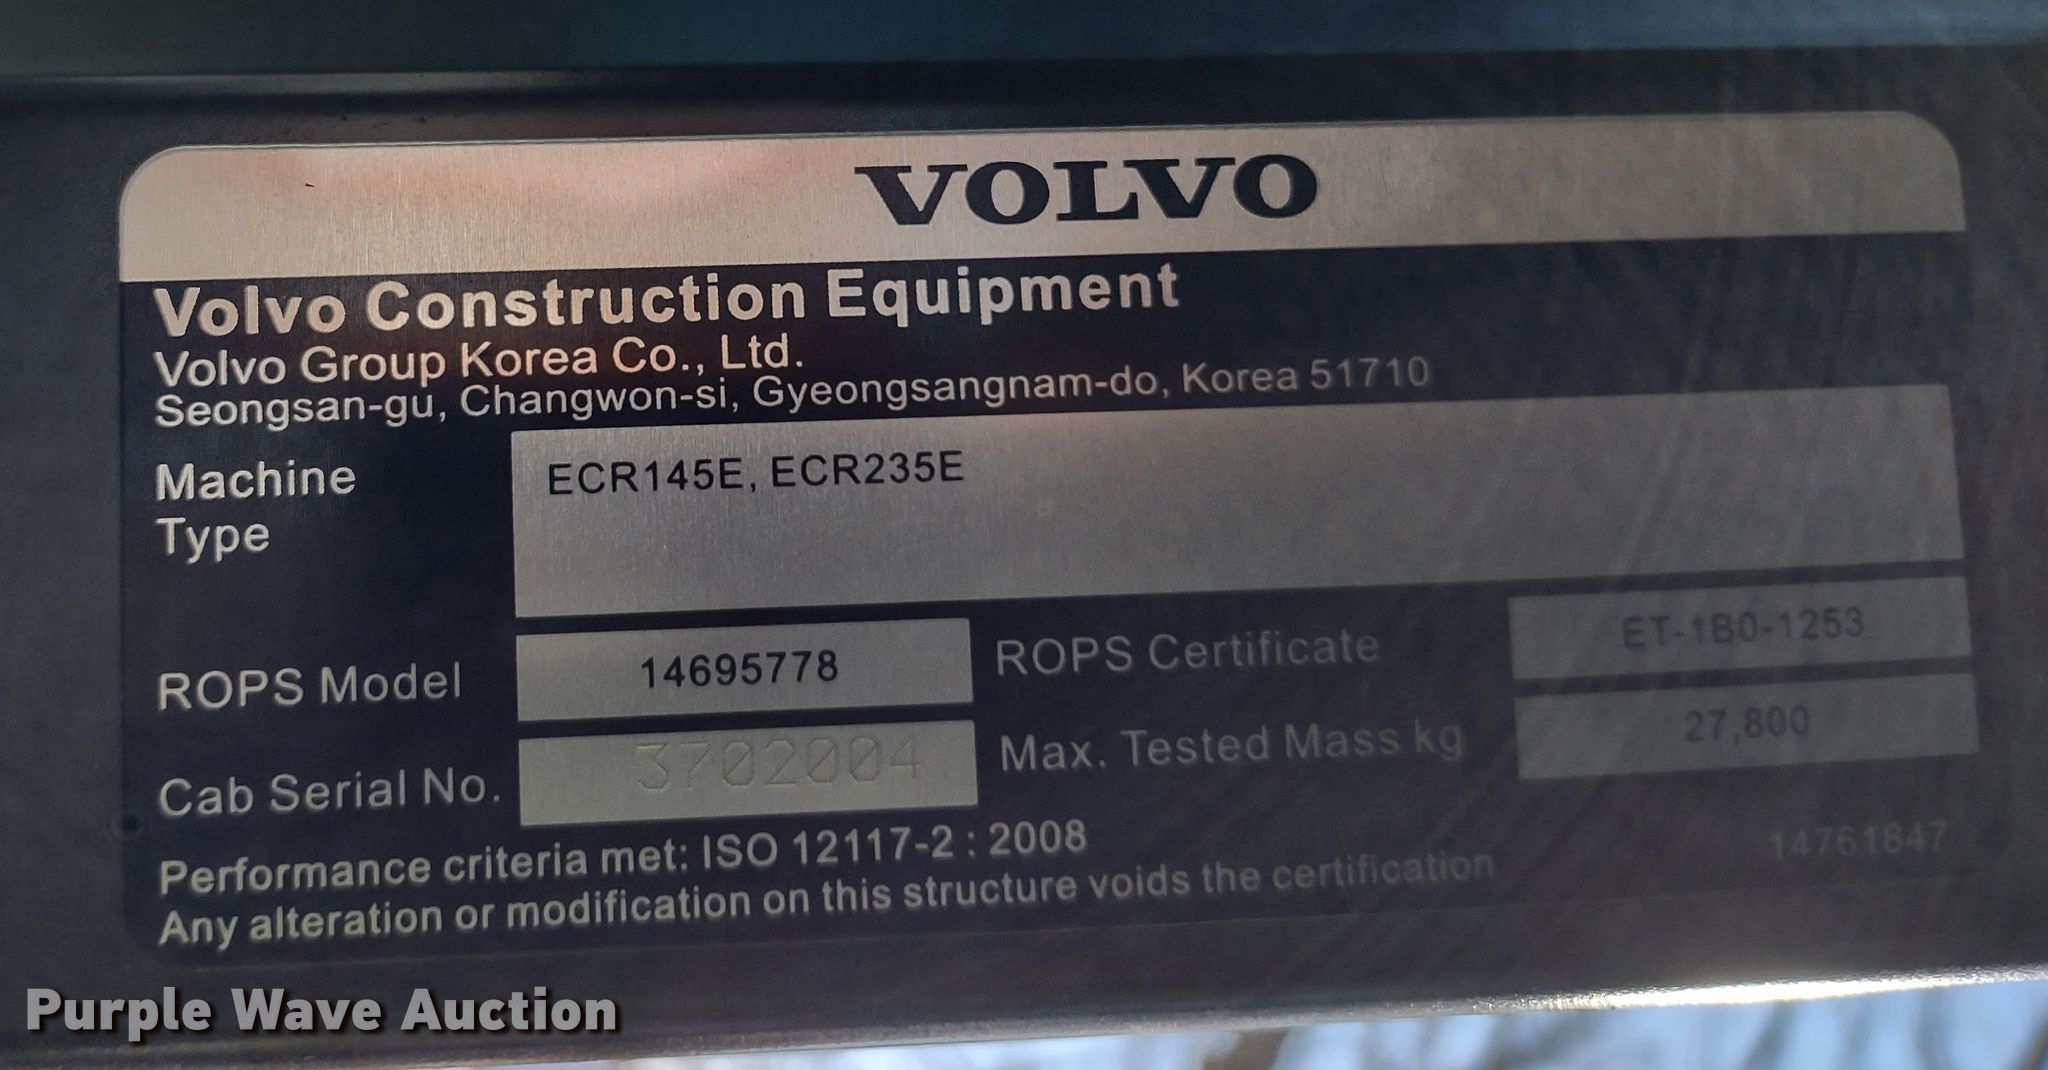 VOLVO
Volvo Construction Equipment
Volvo Group Korea Co., Ltd.
Seongsan-gu, Changwon-si, Gyeongsangnam-do, Korea 51710
Machine Type
ECR145E, ECR235E
ROPS Model 14695778 ROPS Certificate ET-1B0-1253
Cab Serial No. 3702004 Max. Tested Mass kg 27,800
Performance criteria met: ISO 12117-2 : 2008
14761847
Any alteration or modification on this structure voids the certification
Purple Wave Auction